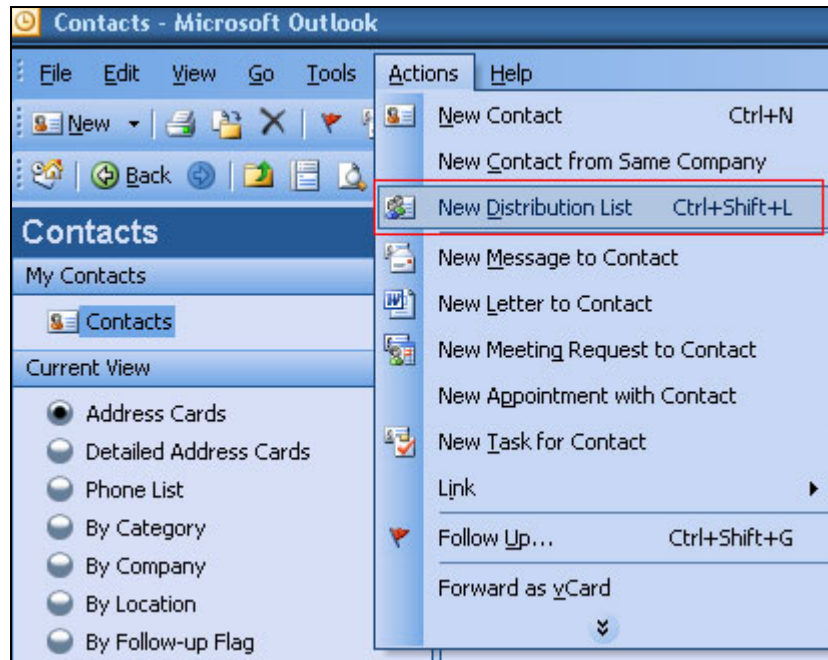 Contacts - Microsoft Outlook
File Edit View Go Tools Actions Help
New
Back
Contacts
My Contacts
Contacts
Current View
Address Cards
Detailed Address Cards
Phone List
By Category
By Company
By Location
By Follow-up Flag
New Contact Ctrl+N
New Contact from Same Company
New Distribution List Ctrl+Shift+L
New Message to Contact
New Letter to Contact
New Meeting Request to Contact
New Appointment with Contact
New Task for Contact
Link
Follow Up... Ctrl+Shift+G
Forward as vCard